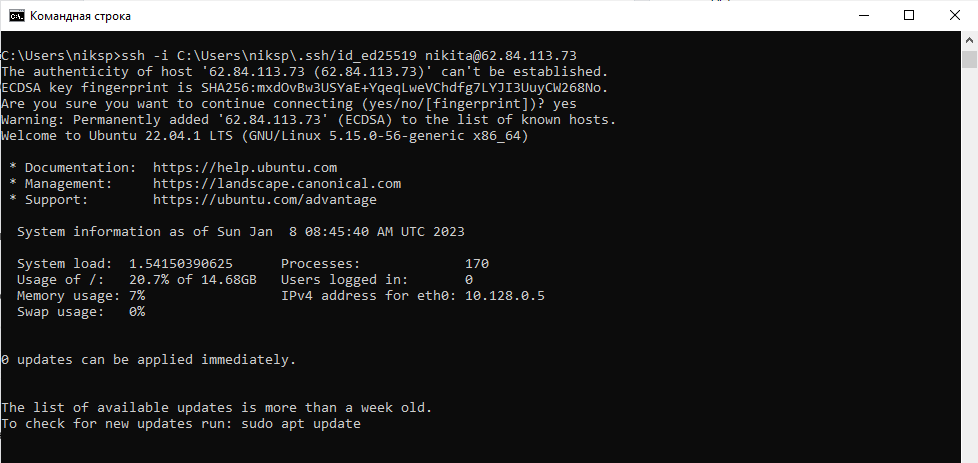 Командная строка
C:\Users\niksp>ssh -i C:\Users\niksp\.ssh/id_ed25519 nikita@62.84.113.73
The authenticity of host '62.84.113.73 (62.84.113.73)' can't be established.
ECDSA key fingerprint is SHA256:mxdOvBw3USYaE+YqeqLweVChdfg7LYJI3UuyCW268No.
Are you sure you want to continue connecting (yes/no/[fingerprint])? yes
Warning: Permanently added '62.84.113.73' (ECDSA) to the list of known hosts.
Welcome to Ubuntu 22.04.1 LTS (GNU/Linux 5.15.0-56-generic x86_64)
* Documentation:  https://help.ubuntu.com
* Management:     https://landscape.canonical.com
* Support:        https://ubuntu.com/advantage
System information as of Sun Jan  8 08:45:40 AM UTC 2023
System load:  1.54150390625      Processes:             170
Usage of /:   20.7% of 14.68GB   Users logged in:       0
Memory usage: 7%                 IPv4 address for eth0: 10.128.0.5
Swap usage:   0%
0 updates can be applied immediately.
The list of available updates is more than a week old.
To check for new updates run: sudo apt update